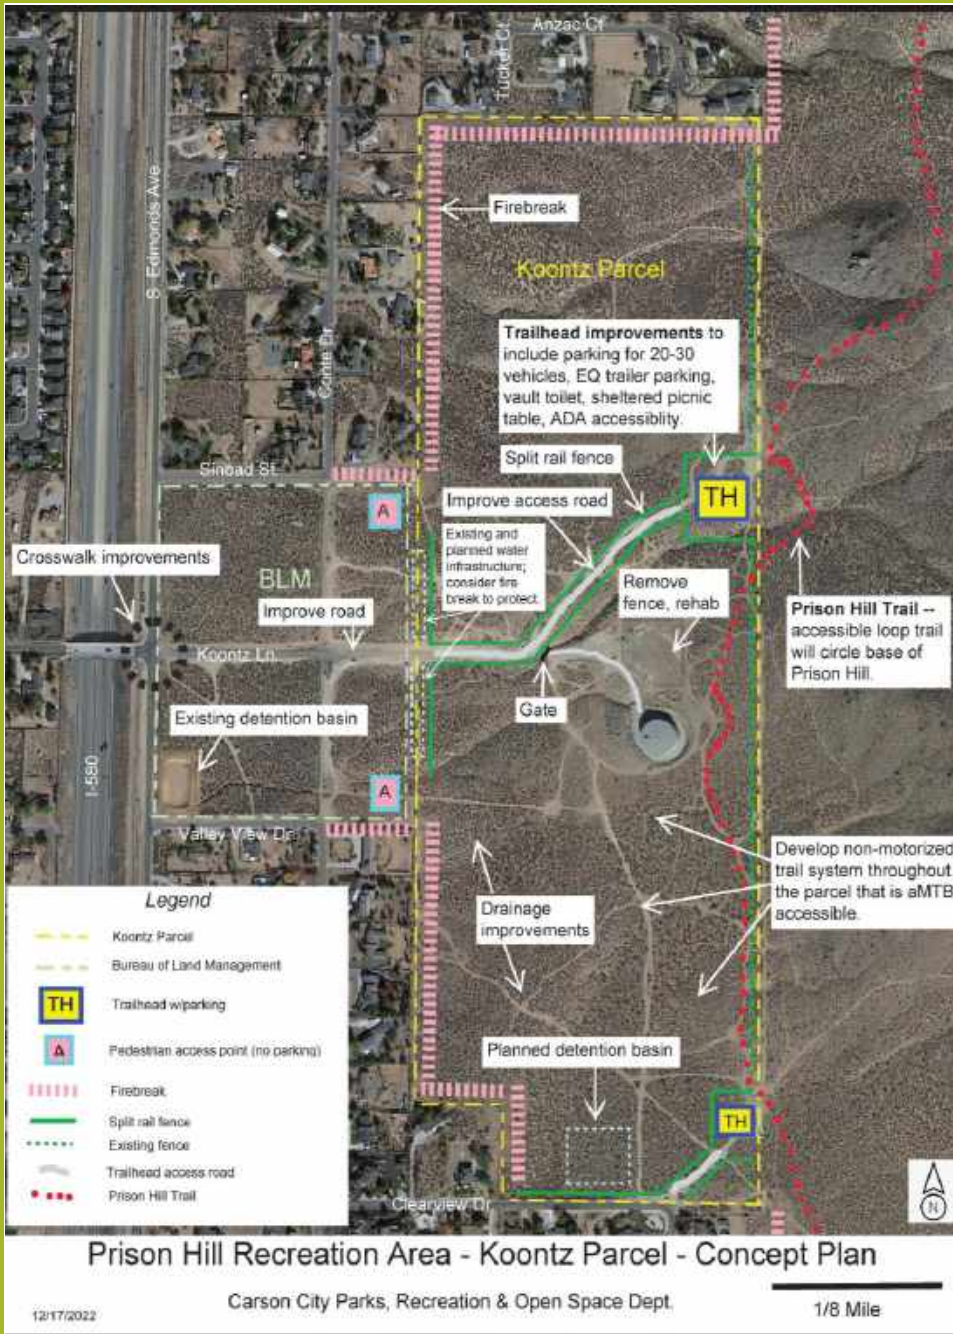 Anzac Ct
Tucker Ct
S. Edmonds Ave
Firebreak
Koontz Parcel
Conte Dr
Trailhead improvements to
include parking for 20-30
vehicles, EQ trailer parking,
vault toilet, sheltered picnic
table, ADA accessiblity.
Split rail fence
Sinbad St.
Improve access road
TH
A
Existing and
planned water
infrastructure;
consider fire
break to protect
Crosswalk improvements
BLM
Remove
fence, rehab
Improve road
Prison Hill Trail --
accessible loop trail
will circle base of
Prison Hill.
Koontz Ln.
Gate
Existing detention basin
I-580
A
Valley View Dr.
Develop non-motorized
trail system throughout
the parcel that is aMTB
accessible.
Drainage
improvements
Legend
Koontz Parcel
Bureau of Land Management
TH
Trailhead w/parking
A
Pedestrian access point (no parking)
Firebreak
Split rail fence
Existing fence
Trailhead access road
Prison Hill Trail
Planned detention basin
TH
Clearview Dr
N
Prison Hill Recreation Area - Koontz Parcel - Concept Plan
12/17/2022
Carson City Parks, Recreation & Open Space Dept.
1/8 Mile